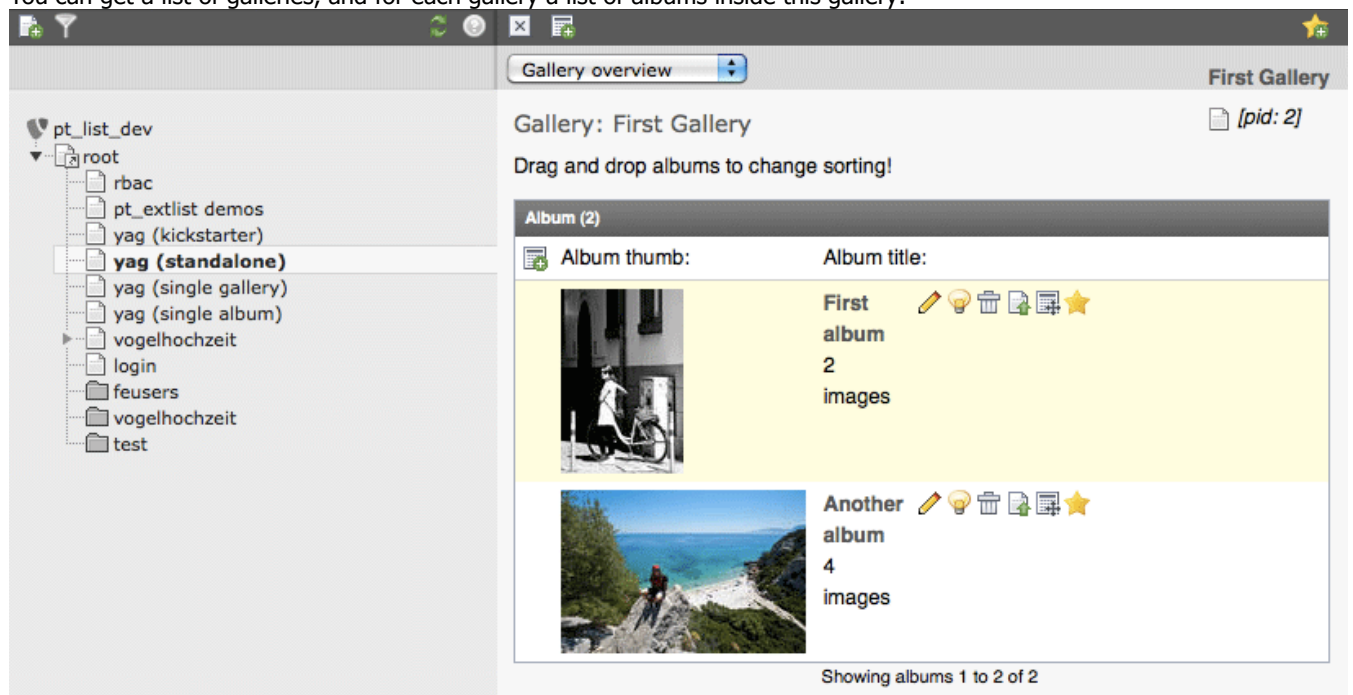 You can get a list of galleries, and for each gallery a list of albums inside this gallery:
Gallery overview
First Gallery
pt_list_dev
root
rbac
pt_extlist demos
yag (kickstarter)
yag (standalone)
yag (single gallery)
yag (single album)
vogelhochzeit
login
feusers
vogelhochzeit
test
[pid: 2]
Gallery: First Gallery
Drag and drop albums to change sorting!
Album (2)
Album thumb:
Album title:
First
album
2
images
Another
album
4
images
Showing albums 1 to 2 of 2